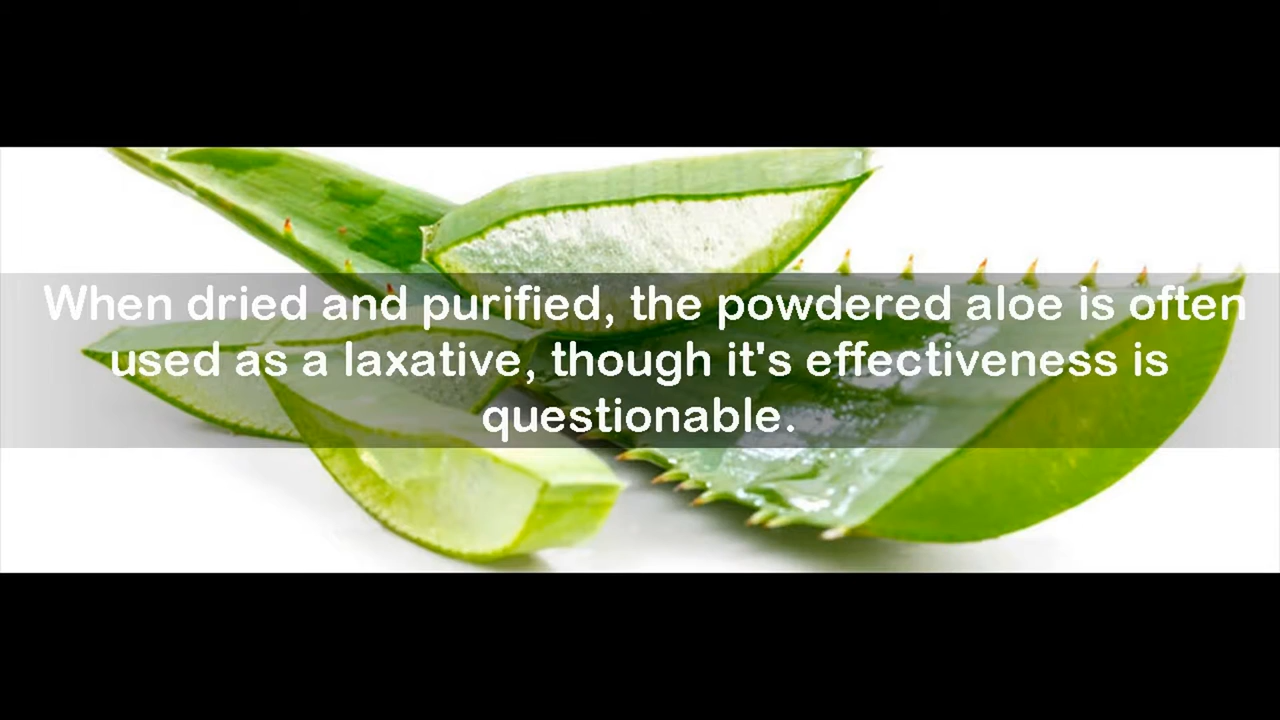 When dried and purified, the powdered aloe is often
used as a laxative, though it's effectiveness is
questionable.